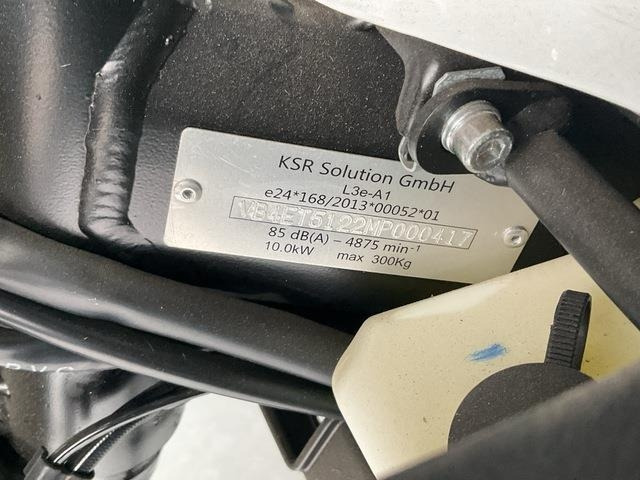 KSR Solution GmbH
L3e-A1
e24*168/2013*00052*01
VB4ET5122MP000417
85 dB(A) – 4875 min⁻¹
10.0kW max 300Kg